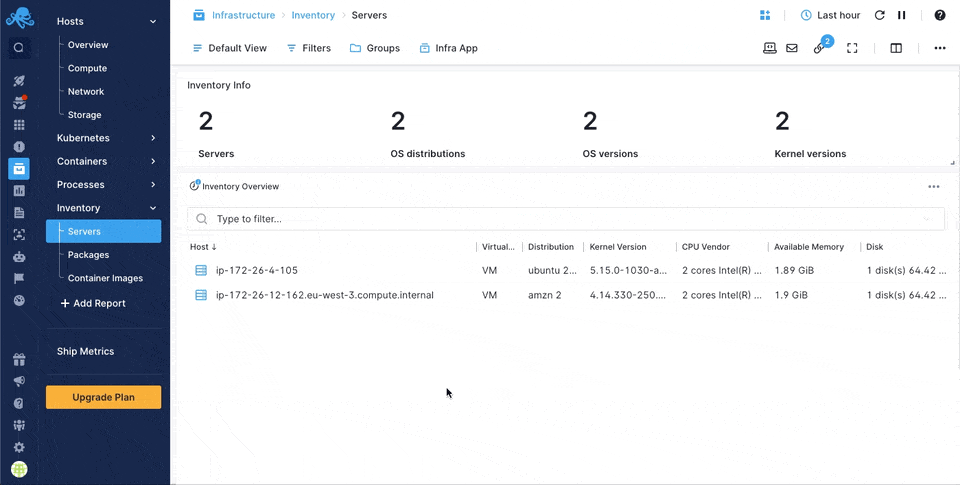 Infrastructure > Inventory > Servers
Last hour
Default View
Filters
Groups
Infra App
2
Hosts
Overview
Compute
Network
Storage
Kubernetes
Containers
Processes
Inventory
Servers
Packages
Container Images
+ Add Report
Ship Metrics
Upgrade Plan
Inventory Info
2 2 2 2
Servers OS distributions OS versions Kernel versions
Inventory Overview
Type to filter...
Host ↓ Virtual... Distribution Kernel Version CPU Vendor Available Memory Disk
ip-172-26-4-105 VM ubuntu 2... 5.15.0-1030-a... 2 cores Intel(R) ... 1.89 GiB 1 disk(s) 64.42 ...
ip-172-26-12-162.eu-west-3.compute.internal VM amzn 2 4.14.330-250.... 2 cores Intel(R) ... 1.9 GiB 1 disk(s) 64.42 ...